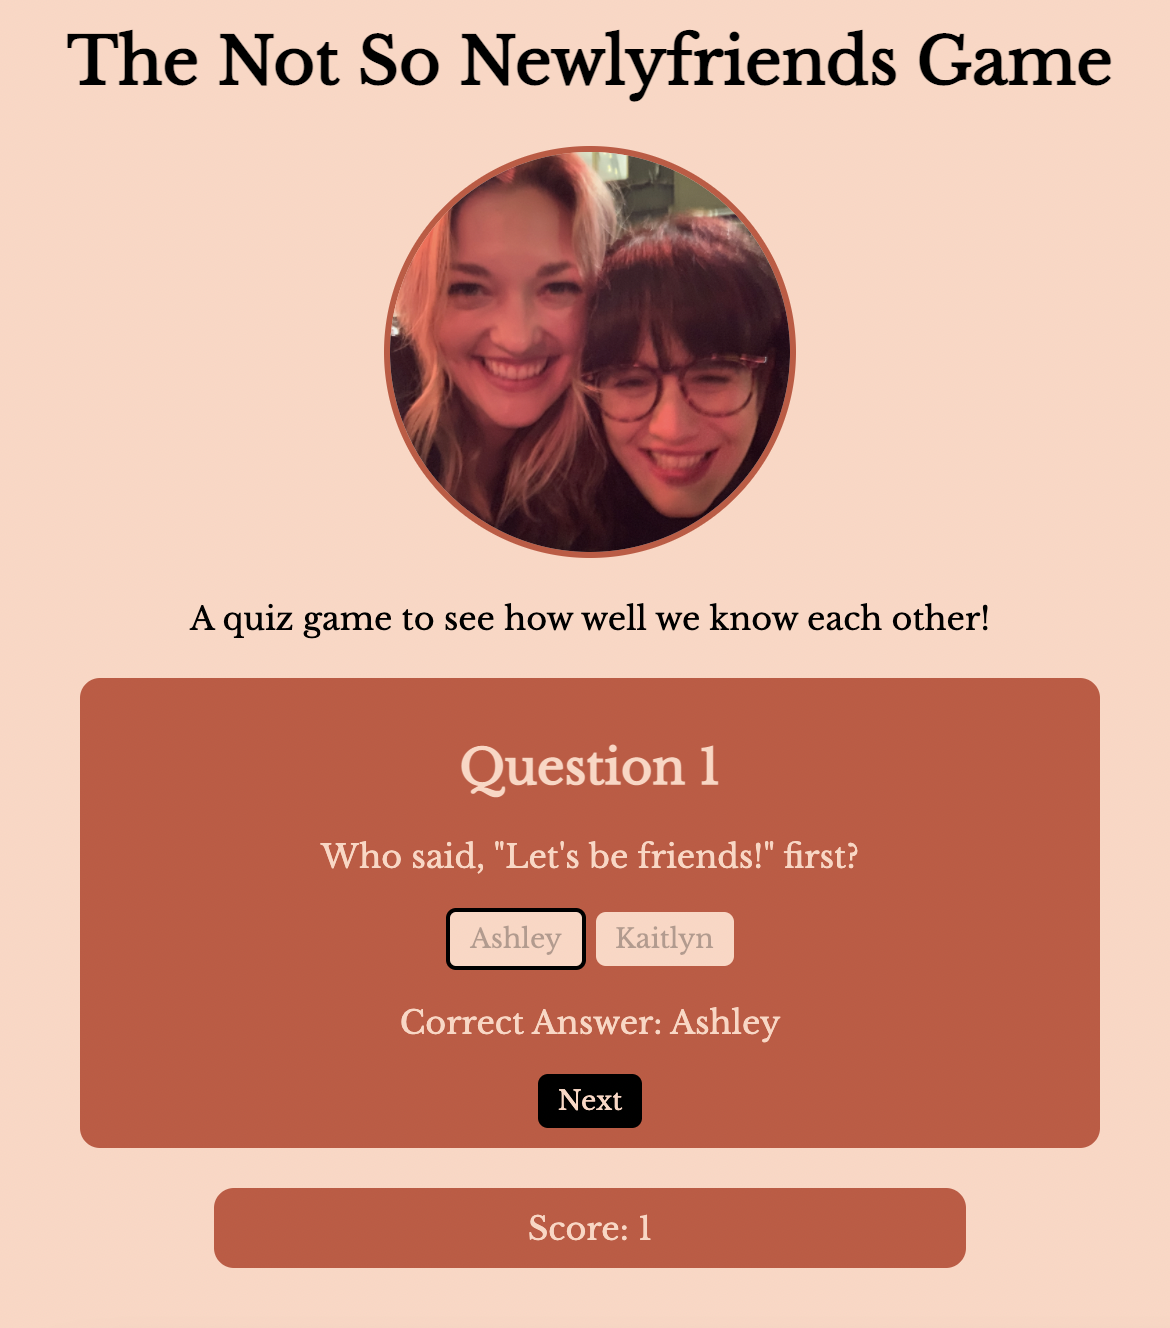 The Not So Newlyfriends Game
A quiz game to see how well we know each other!
Question 1
Who said, "Let's be friends!" first?
Ashley Kaitlyn
Correct Answer: Ashley
Next
Score: 1